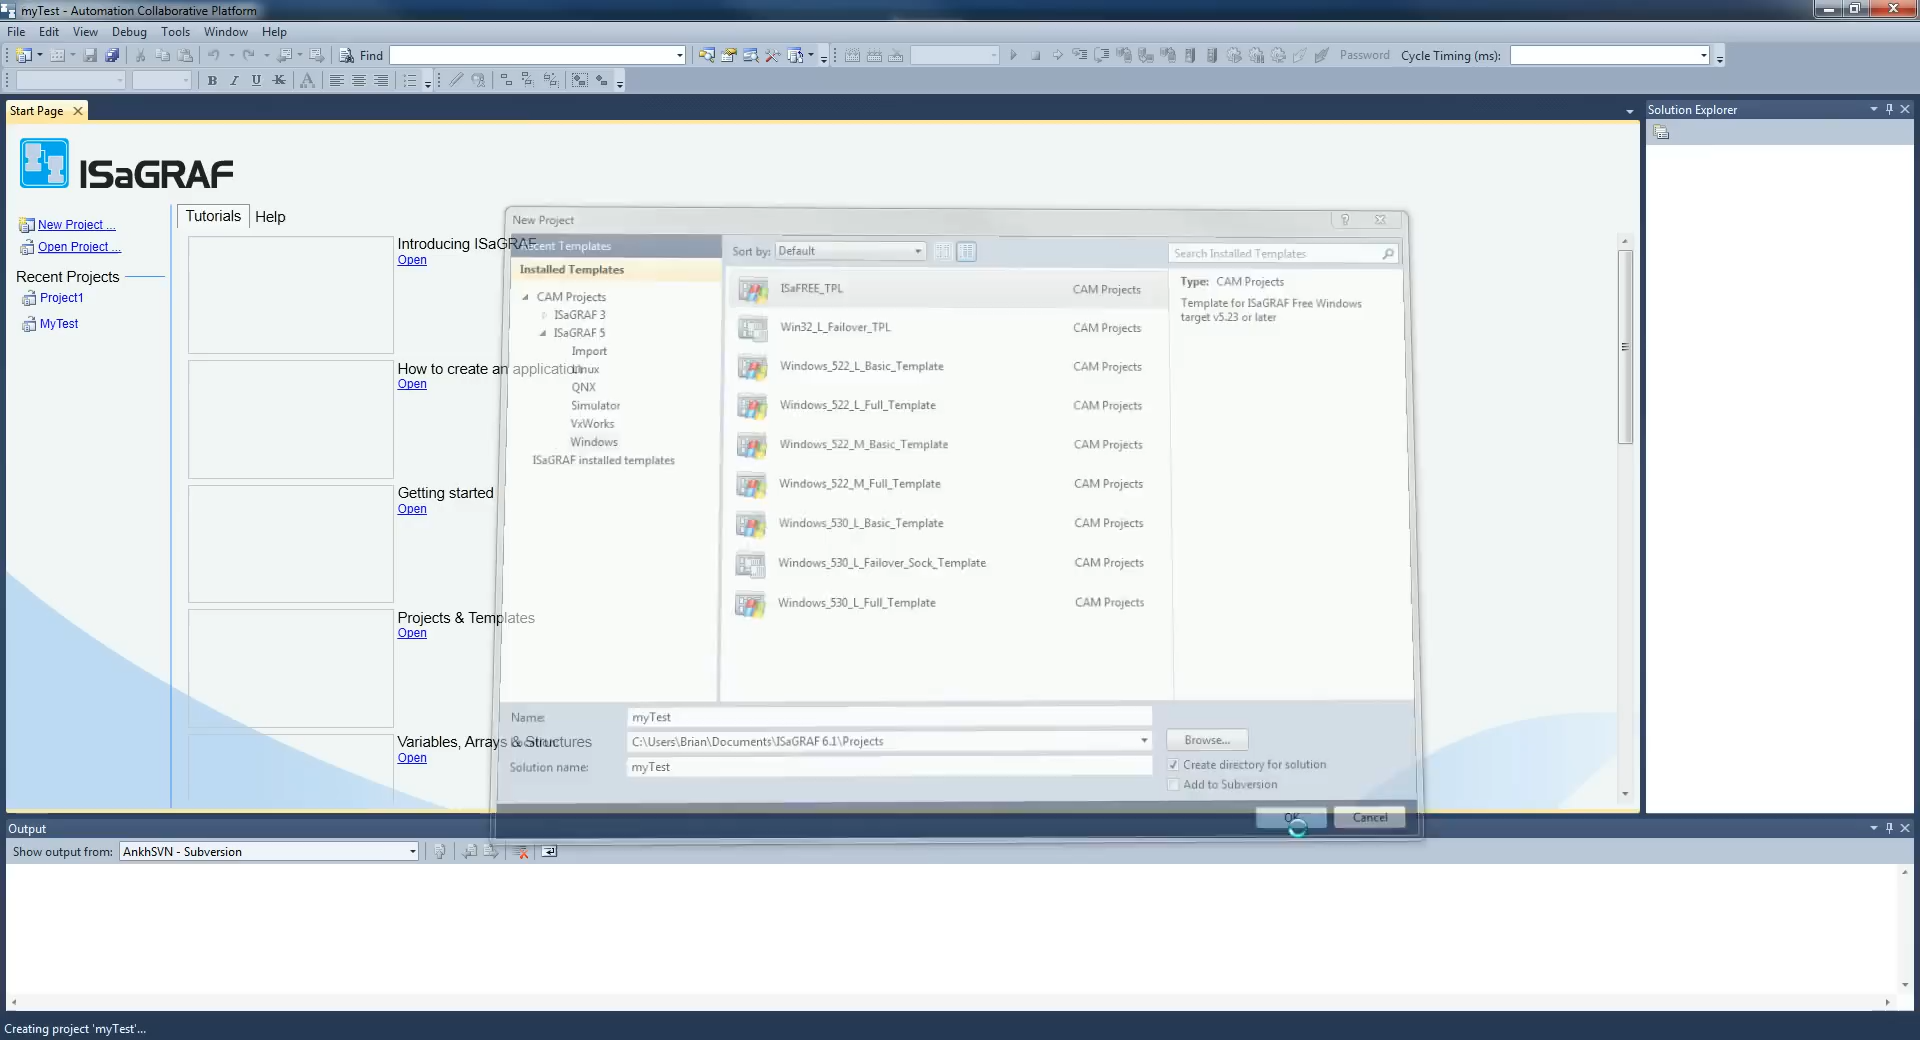 myTest - Automation Collaborative Platform
File Edit View Debug Tools Window Help
Find
Password Cycle Timing (ms):
B I U
Start Page
Solution Explorer
ISaGRAF
New Project ...
Open Project ...
Recent Projects
Project1
MyTest
Tutorials Help
Introducing ISaGRAF
Open
How to create an application
Open
Getting started
Open
Projects & Templates
Open
Variables, Arrays & Structures
Open
New Project
Recent Templates
Installed Templates
CAM Projects
ISaGRAF 3
ISaGRAF 5
Import
Linux
QNX
Simulator
VxWorks
Windows
ISaGRAF installed templates
Sort by: Default
Search Installed Templates
ISaFREE_TPL CAM Projects
Win32_L_Failover_TPL CAM Projects
Windows_522_L_Basic_Template CAM Projects
Windows_522_L_Full_Template CAM Projects
Windows_522_M_Basic_Template CAM Projects
Windows_522_M_Full_Template CAM Projects
Windows_530_L_Basic_Template CAM Projects
Windows_530_L_Failover_Sock_Template CAM Projects
Windows_530_L_Full_Template CAM Projects
Type: CAM Projects
Template for ISaGRAF Free Windows
target v5.23 or later
Name: myTest
C:\Users\Brian\Documents\ISaGRAF 6.1\Projects
Browse...
Solution name: myTest
Create directory for solution
Add to Subversion
OK Cancel
Output
Show output from: AnkhSVN - Subversion
Creating project 'myTest'...